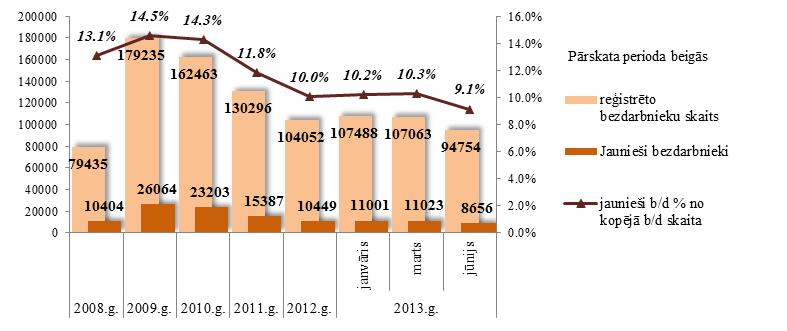 200000
180000
160000
140000
120000
100000
80000
60000
40000
20000
0
16.0%
14.0%
12.0%
10.0%
8.0%
6.0%
4.0%
2.0%
0.0%
13.1%
14.5%
14.3%
11.8%
10.0%
10.2%
10.3%
9.1%
79435
179235
162463
130296
104052
107488
107063
94754
10404
26064
23203
15387
10449
11001
11023
8656
janvāris
marts
jūnijs
2008.g.
2009.g.
2010.g.
2011.g.
2012.g.
2013.g.
Pārskata perioda beigās
reģistrēto
bezdarbnieku skaits
Jaunieši bezdarbnieki
jaunieši b/d % no
kopējā b/d skaita